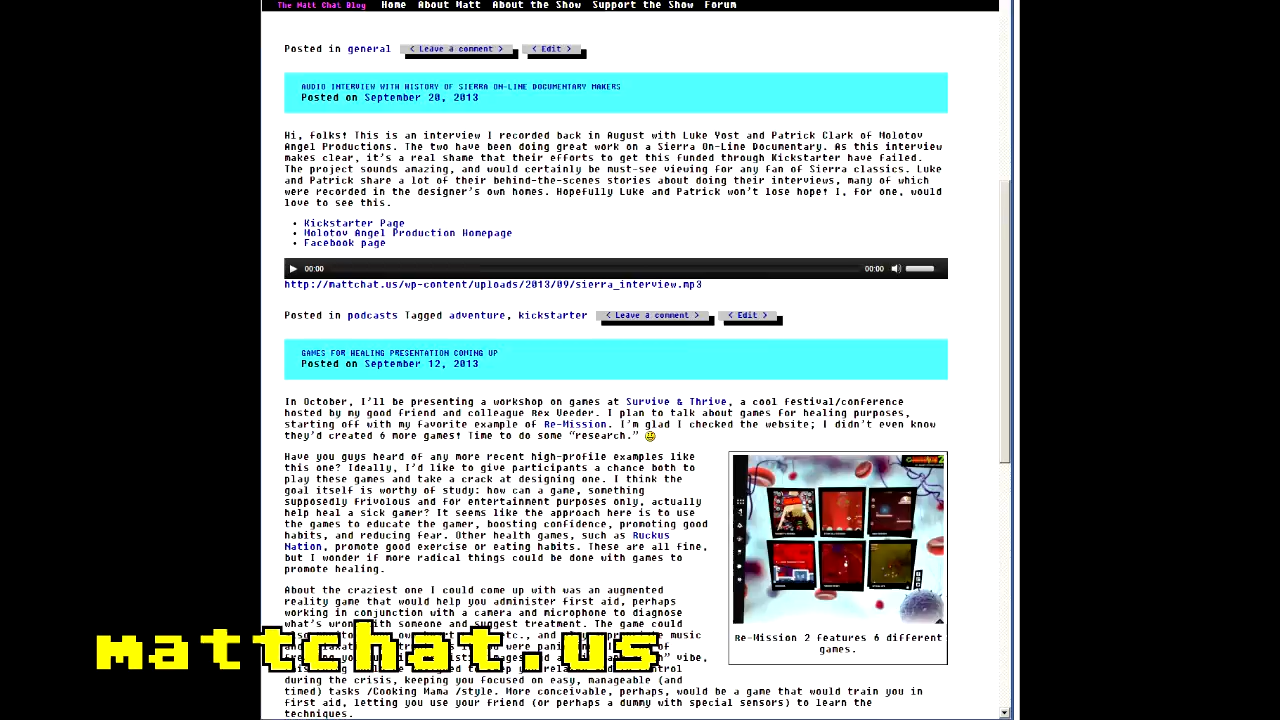 The Matt Chat Blog Home About Matt About the Show Support the Show Forum
Posted in general < Leave a comment > < Edit >
AUDIO INTERVIEW WITH HISTORY OF SIERRA ON-LINE DOCUMENTARY MAKERS
Posted on September 20, 2013
Hi, folks! This is an interview I recorded back in August with Luke Yost and Patrick Clark of Molotov
Angel Productions. The two have been doing great work on a Sierra On-Line Documentary. As this interview
makes clear, it's a real shame that their efforts to get this funded through Kickstarter have failed.
The project sounds amazing, and would certainly be must-see viewing for any fan of Sierra classics. Luke
and Patrick share a lot of their behind-the-scenes stories about doing their interviews, many of which
were recorded in the designer's own homes. Hopefully Luke and Patrick won't lose hope! I, for one, would
love to see this.
• Kickstarter Page
• Molotov Angel Production Homepage
• Facebook page
00:00 00:00
http://mattchat.us/wp-content/uploads/2013/09/sierra_interview.mp3
Posted in podcasts Tagged adventure, kickstarter < Leave a comment > < Edit >
GAMES FOR HEALING PRESENTATION COMING UP
Posted on September 12, 2013
In October, I'll be presenting a workshop on games at Survive & Thrive, a cool festival/conference
hosted by my good friend and colleague Rex Veeder. I plan to talk about games for healing purposes,
starting off with my favorite example of Re-Mission. I'm glad I checked the website; I didn't even know
they'd created 6 more games! Time to do some “research.”
Have you guys heard of any more recent high-profile examples like
this one? Ideally, I'd like to give participants a chance both to
play these games and take a crack at designing one. I think the
goal itself is worthy of study: how can a game, something
supposedly frivolous and for entertainment purposes only, actually
help heal a sick gamer? It seems like the approach here is to use
the games to educate the gamer, boosting confidence, promoting good
habits, and reducing fear. Other health games, such as Ruckus
Nation, promote good exercise or eating habits. These are all fine,
but I wonder if more radical things could be done with games to
promote healing.
Re-Mission 2 features 6 different
games.
About the craziest one I could come up with was an augmented
reality game that would help you administer first aid, perhaps
working in conjunction with a camera and microphone to diagnose
what's wrong with someone and suggest treatment. The game could
music
mattchat.us
vibe,
during the crisis, keeping you focused on easy, manageable (and
timed) tasks /Cooking Mama /style. More conceivable, perhaps, would be a game that would train you in
first aid, letting you use your friend (or perhaps a dummy with special sensors) to learn the
techniques.